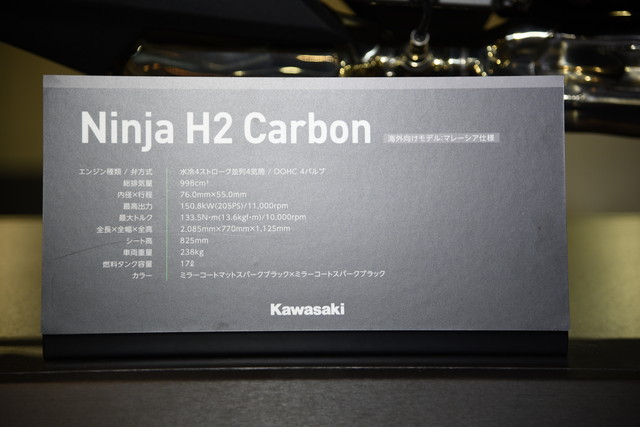 Ninja H2 Carbon 海外向けモデル:マレーシア仕様
エンジン種類 / 弁方式 水冷4ストローク並列4気筒 / DOHC 4バルブ
総排気量 998cm³
内径×行程 76.0mm×55.0mm
最高出力 150.8kW(205PS)/11,000rpm
最大トルク 133.5N·m(13.6kgf·m)/10,000rpm
全長×全幅×全高 2,085mm×770mm×1,125mm
シート高 825mm
車両重量 238kg
燃料タンク容量 17ℓ
カラー ミラーコートマットスパークブラック×ミラーコートスパークブラック
Kawasaki